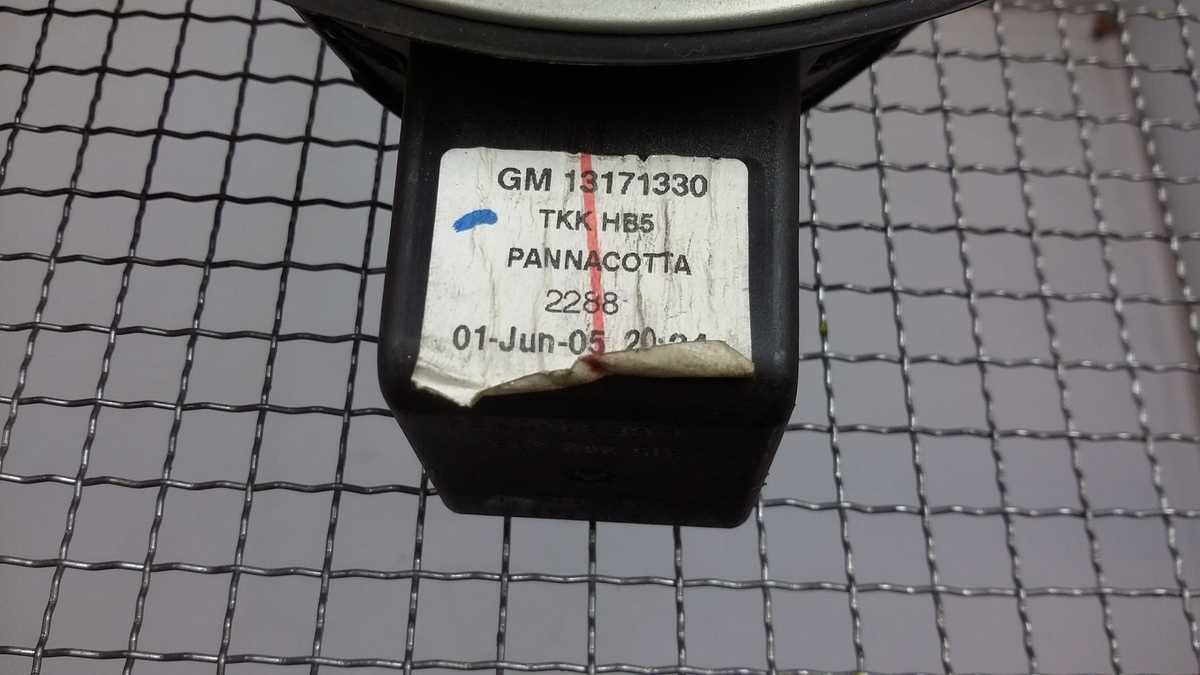 GM 13171330
TKK HB5
PANNACOTTA
2288
01-Jun-05